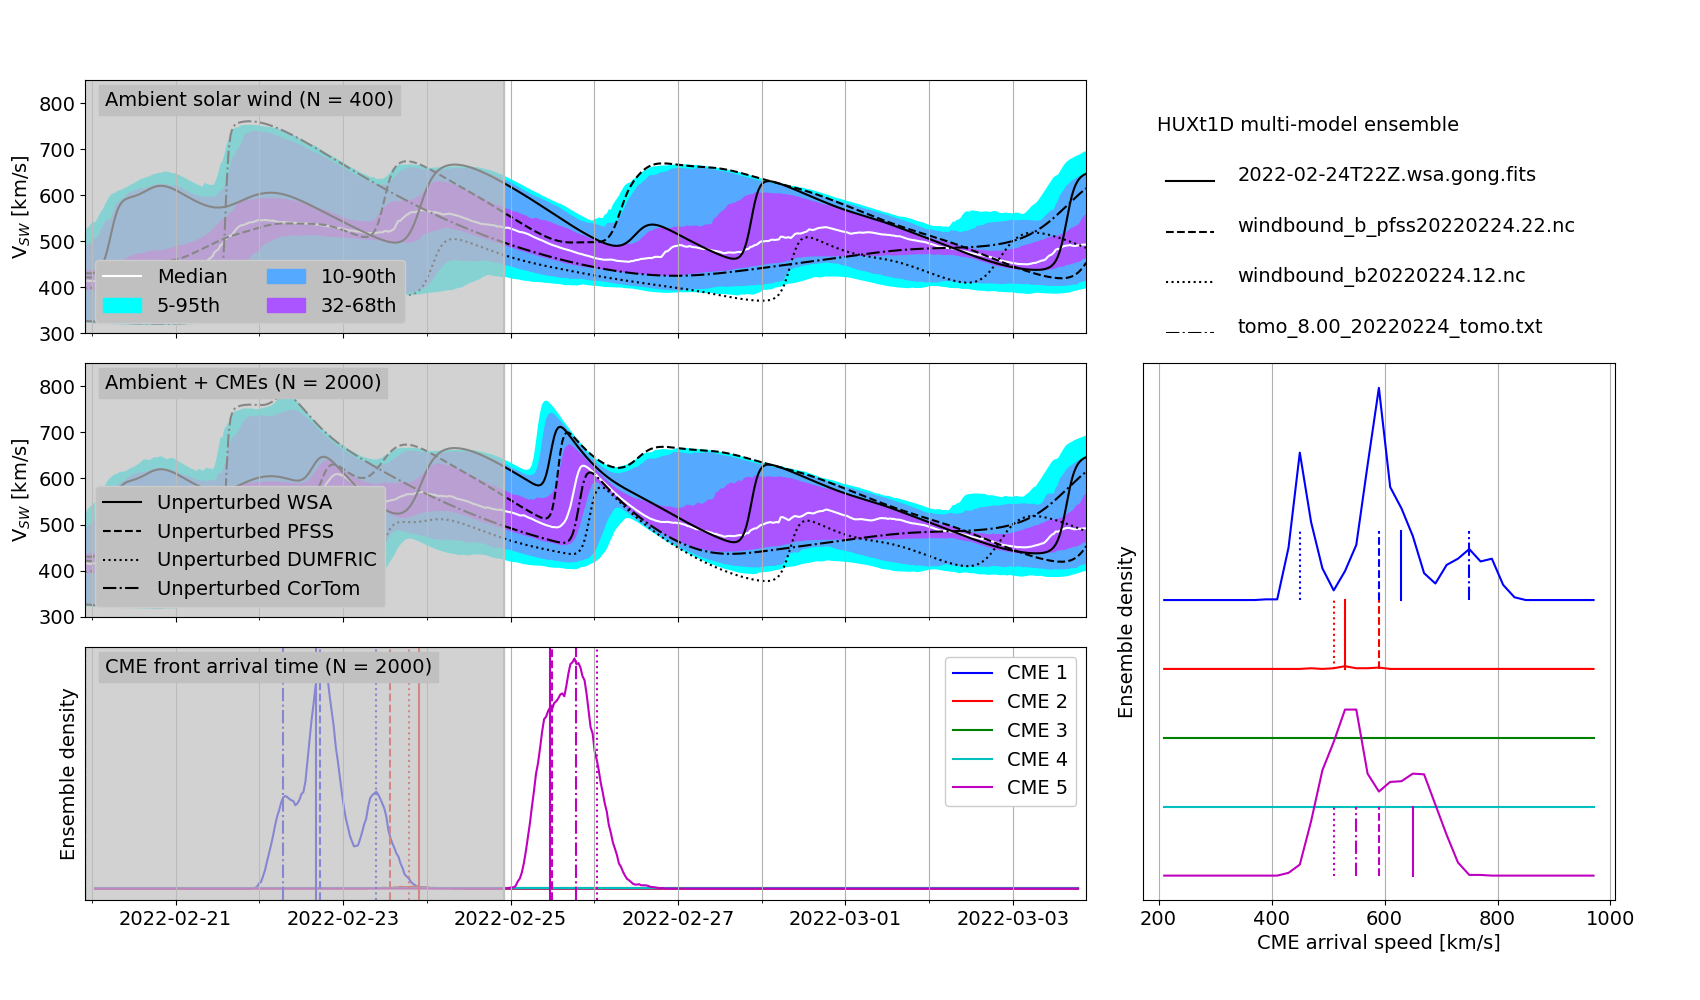 Ambient solar wind (N = 400)
V_SW [km/s]
800
700
600
500
400
300
Median
5-95th
10-90th
32-68th
HUXt1D multi-model ensemble
2022-02-24T22Z.wsa.gong.fits
windbound_b_pfss20220224.22.nc
windbound_b20220224.12.nc
tomo_8.00_20220224_tomo.txt
Ambient + CMEs (N = 2000)
V_SW [km/s]
800
700
600
500
400
300
Unperturbed WSA
Unperturbed PFSS
Unperturbed DUMFRIC
Unperturbed CorTom
CME front arrival time (N = 2000)
Ensemble density
CME 1
CME 2
CME 3
CME 4
CME 5
2022-02-21 2022-02-23 2022-02-25 2022-02-27 2022-03-01 2022-03-03
Ensemble density
200 400 600 800 1000
CME arrival speed [km/s]